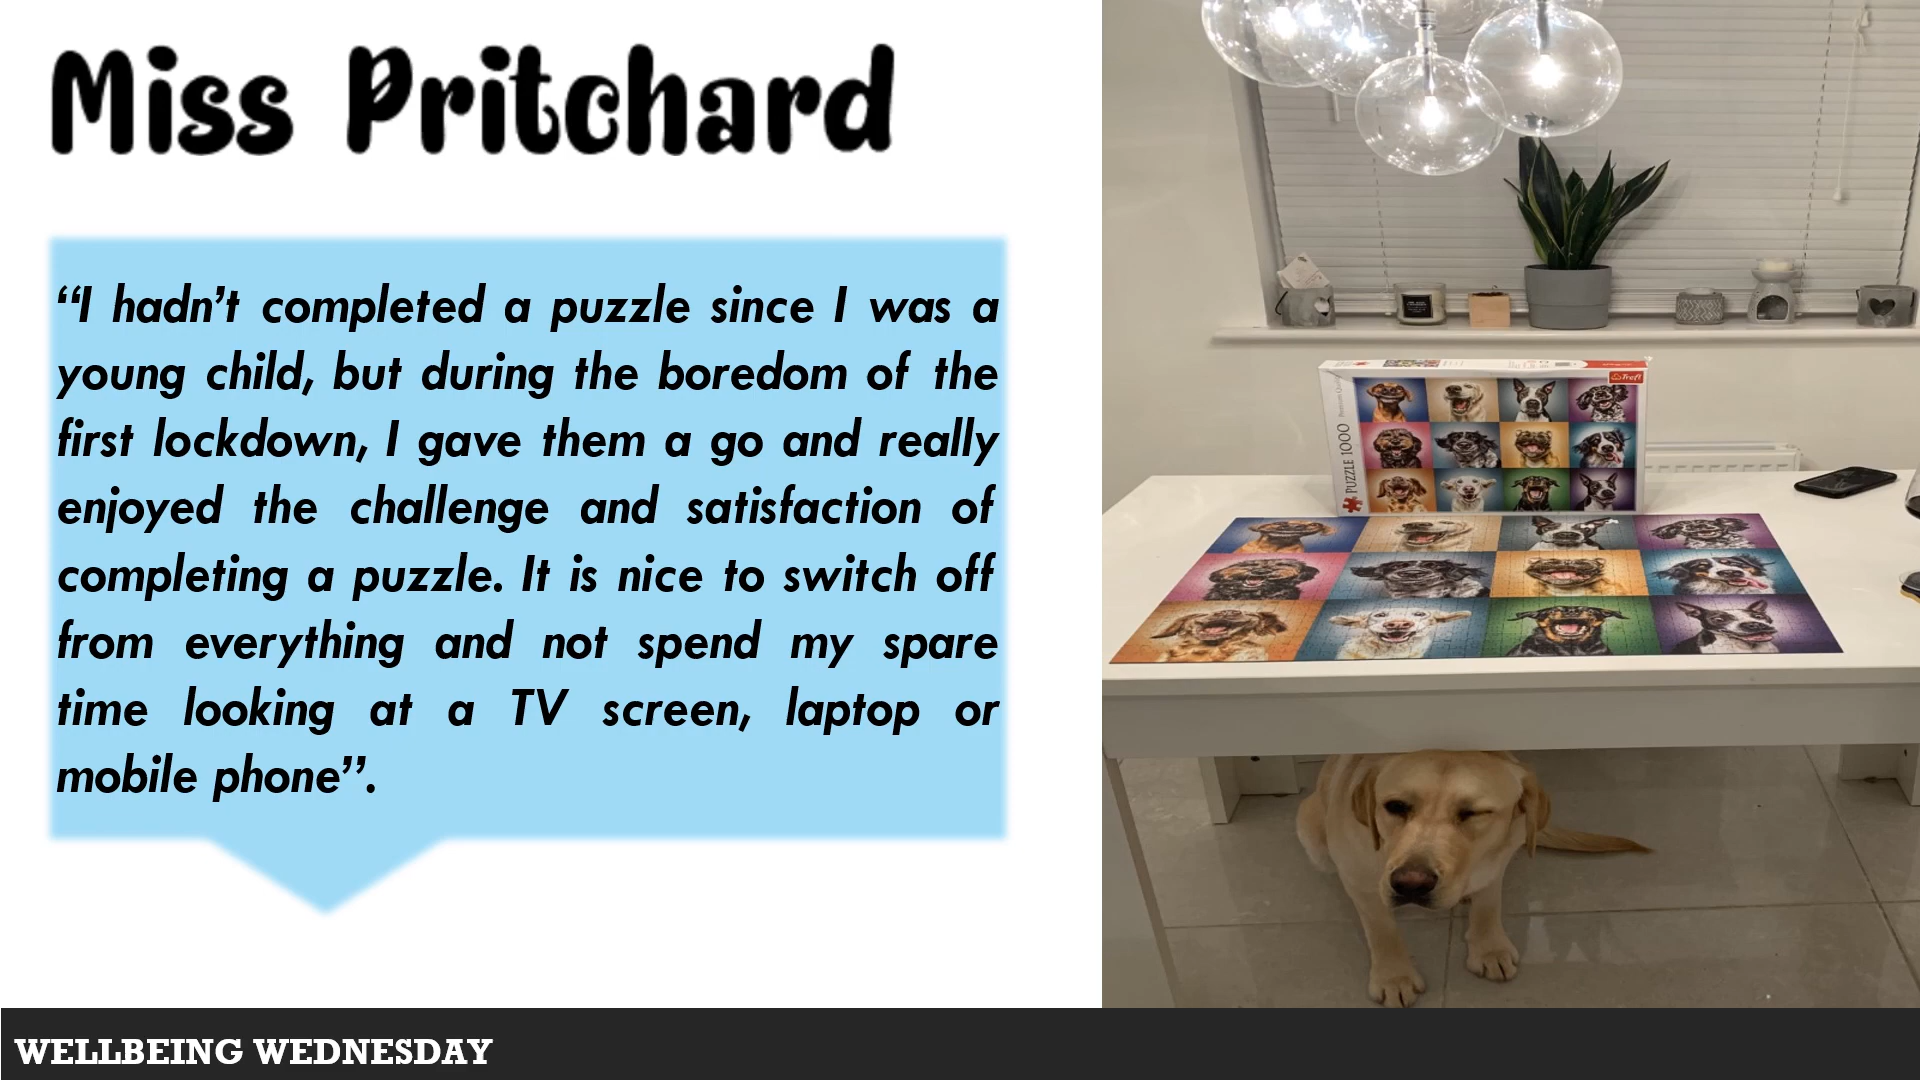 Miss Pritchard
“I hadn’t completed a puzzle since I was a
young child, but during the boredom of the
first lockdown, I gave them a go and really
enjoyed the challenge and satisfaction of
completing a puzzle. It is nice to switch off
from everything and not spend my spare
time looking at a TV screen, laptop or
mobile phone”.
Trefl
PUZZLE 1000
WELLBEING WEDNESDAY